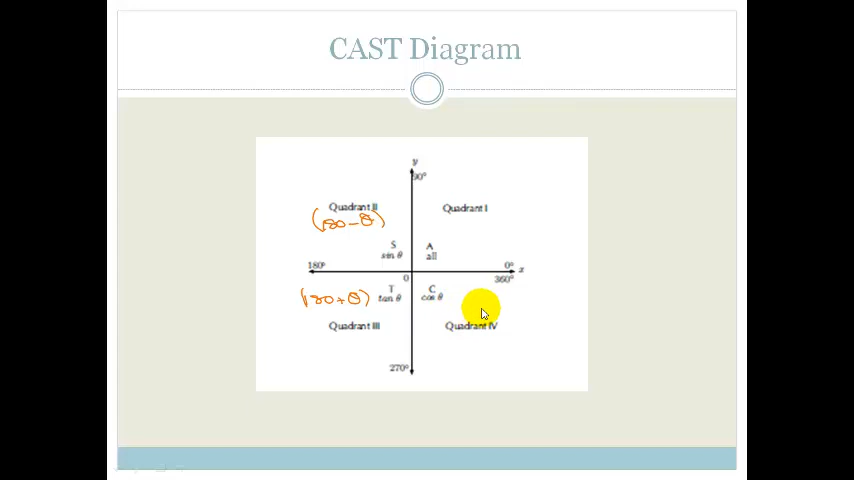 CAST Diagram
y
90°
Quadrant II
Quadrant I
(180-θ)
S
A
sin θ
all
180°
0°
x
0
360°
(180+θ)
T
C
tan θ
cos θ
Quadrant III
Quadrant IV
270°